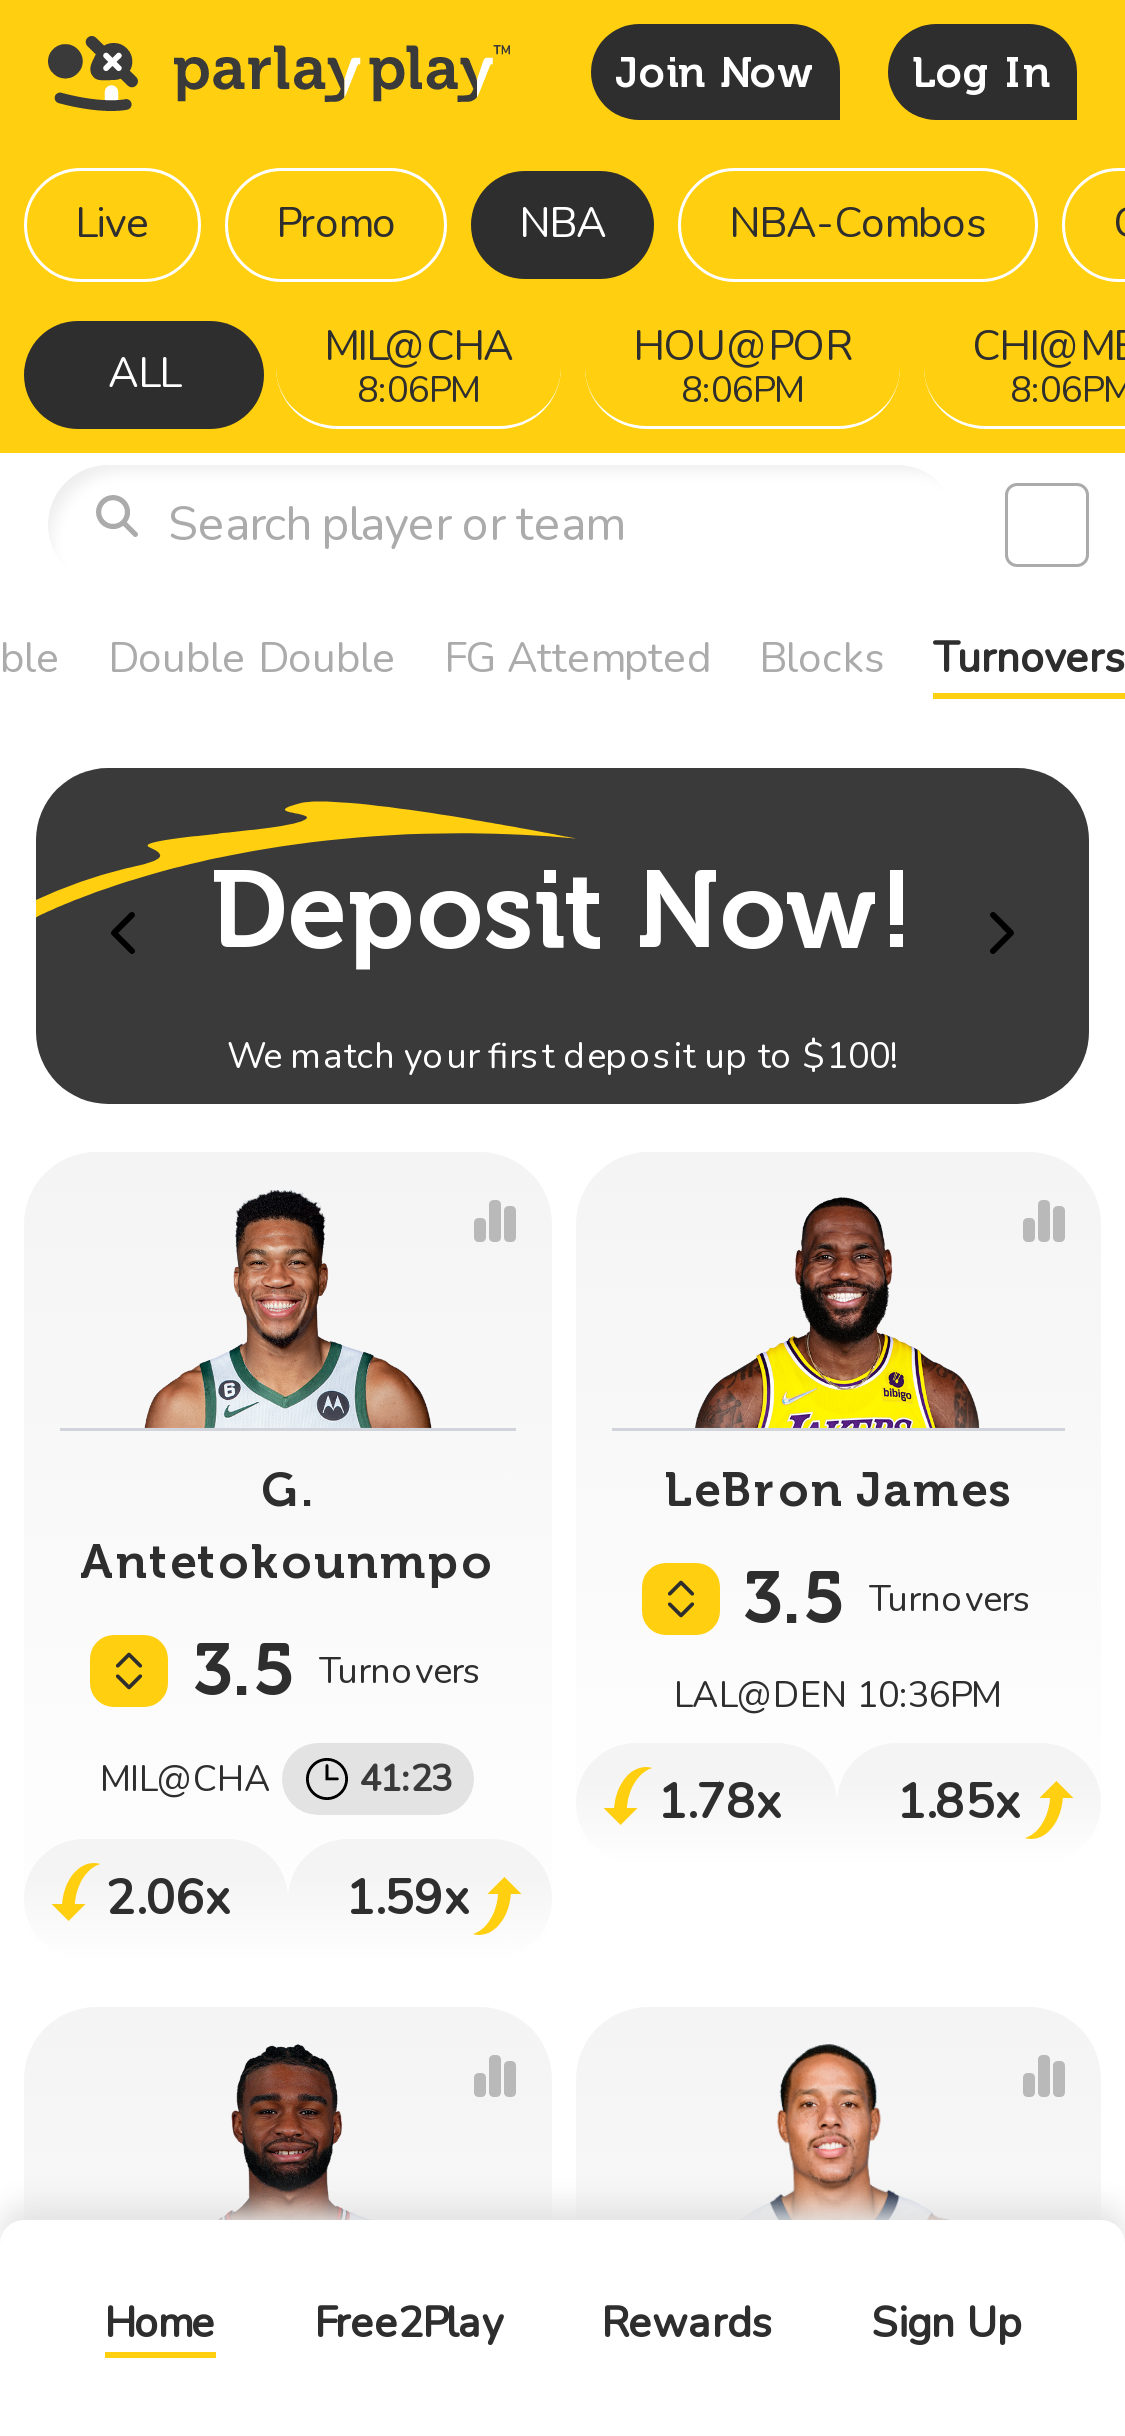 parlay play™
Join Now
Log In
Live
Promo
NBA
NBA-Combos
ALL
MIL@CHA
8:06PM
HOU@POR
8:06PM
CHI@ME
8:06PM
Search player or team
ble
Double Double
FG Attempted
Blocks
Turnovers
Deposit Now!
We match your first deposit up to $100!
6
bibigo
LAKERS
G.
Antetokounmpo
3.5 Turnovers
MIL@CHA 41:23
2.06x
1.59x
LeBron James
3.5 Turnovers
LAL@DEN 10:36PM
1.78x
1.85x
Home
Free2Play
Rewards
Sign Up